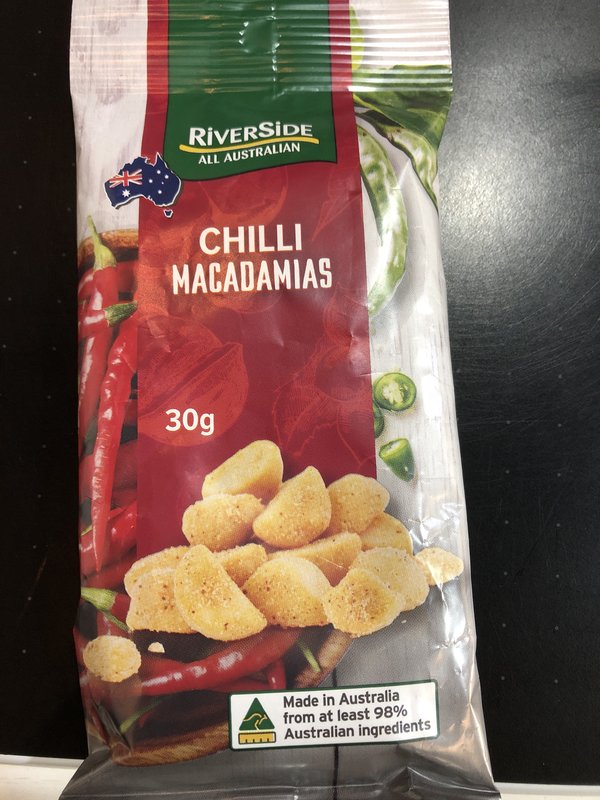 RiVERSiDE
ALL AUSTRALIAN
CHILLI
MACADAMIAS
30g
Made in Australia
from at least 98%
Australian ingredients